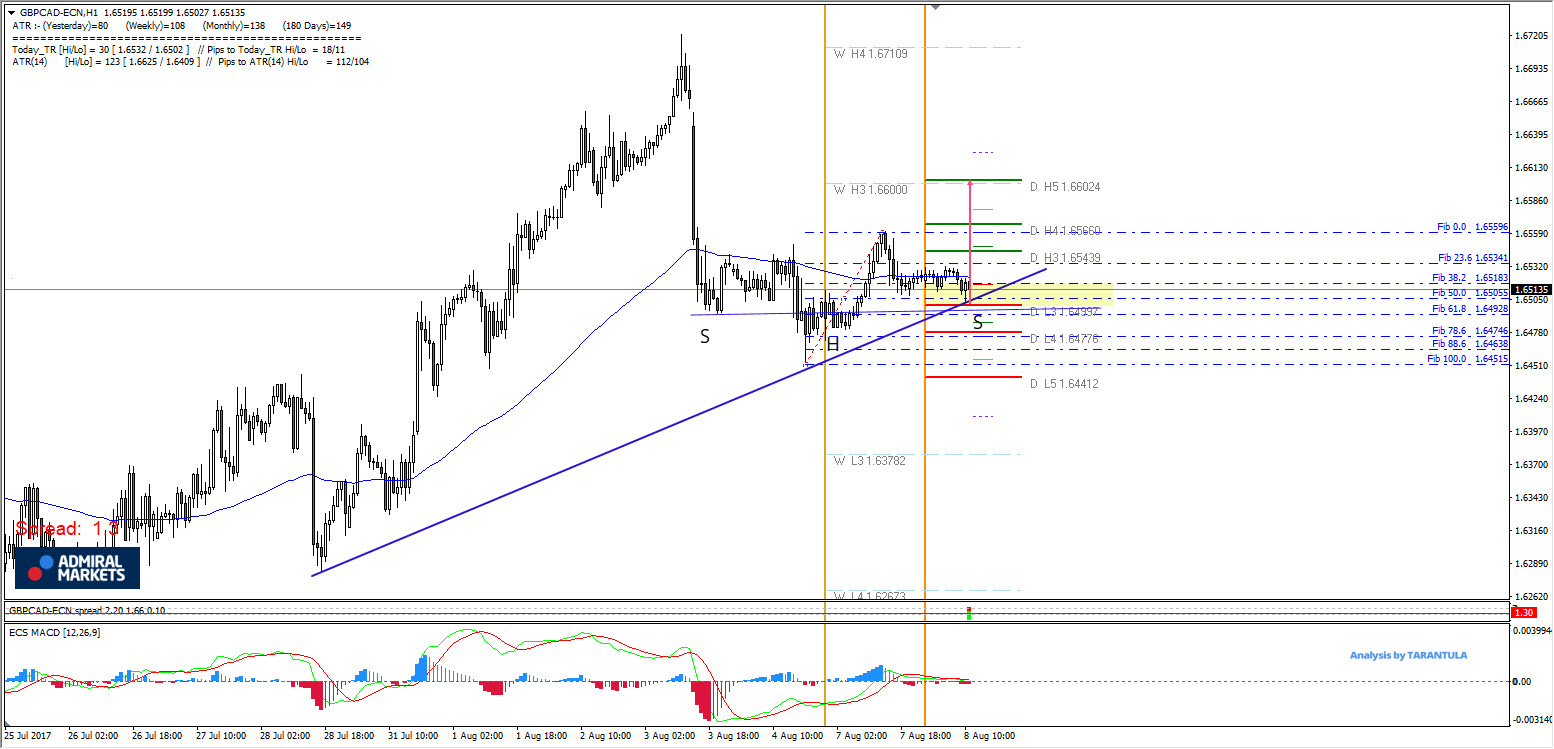 GBPCAD-ECN,H1 1.65195 1.65199 1.65027 1.65135
ATR :- (Yesterday)=80 (Weekly)=108 (Monthly)=138 (180 Days)=149
Today_TR [Hi/Lo] = 30 [ 1.6532 / 1.6502 ] // Pips to Today_TR Hi/Lo = 18/11
ATR(14) [Hi/Lo] = 123 [ 1.6625 / 1.6409 ] // Pips to ATR(14) Hi/Lo = 112/104
W H4 1.67109
W H3 1.66000
D H5 1.66024
D H4 1.65660
D H3 1.65439
D L3 1.64997
D L4 1.64776
D L5 1.64412
W L3 1.63782
W L4 1.62673
Fib 0.0 1.65596
Fib 23.6 1.65341
Fib 38.2 1.65183
Fib 50.0 1.65055
Fib 61.8 1.64928
Fib 78.6 1.64746
Fib 88.6 1.64638
Fib 100.0 1.64515
S
H
S
1.67205
1.66935
1.66665
1.66395
1.66130
1.65860
1.65590
1.65320
1.65135
1.65050
1.64780
1.64510
1.64240
1.63970
1.63700
1.63430
1.63160
1.62890
1.62620
Spread: 1.3
ADMIRAL
MARKETS
GBPCAD-ECN spread 2.20 1.66 0.10
1.30
ECS MACD [12,26,9]
0.003994
0.00
-0.003140
Analysis by TARANTULA
25 Jul 2017 26 Jul 02:00 26 Jul 18:00 27 Jul 10:00 28 Jul 02:00 28 Jul 18:00 31 Jul 10:00 1 Aug 02:00 1 Aug 18:00 2 Aug 10:00 3 Aug 02:00 3 Aug 18:00 4 Aug 10:00 7 Aug 02:00 7 Aug 18:00 8 Aug 10:00